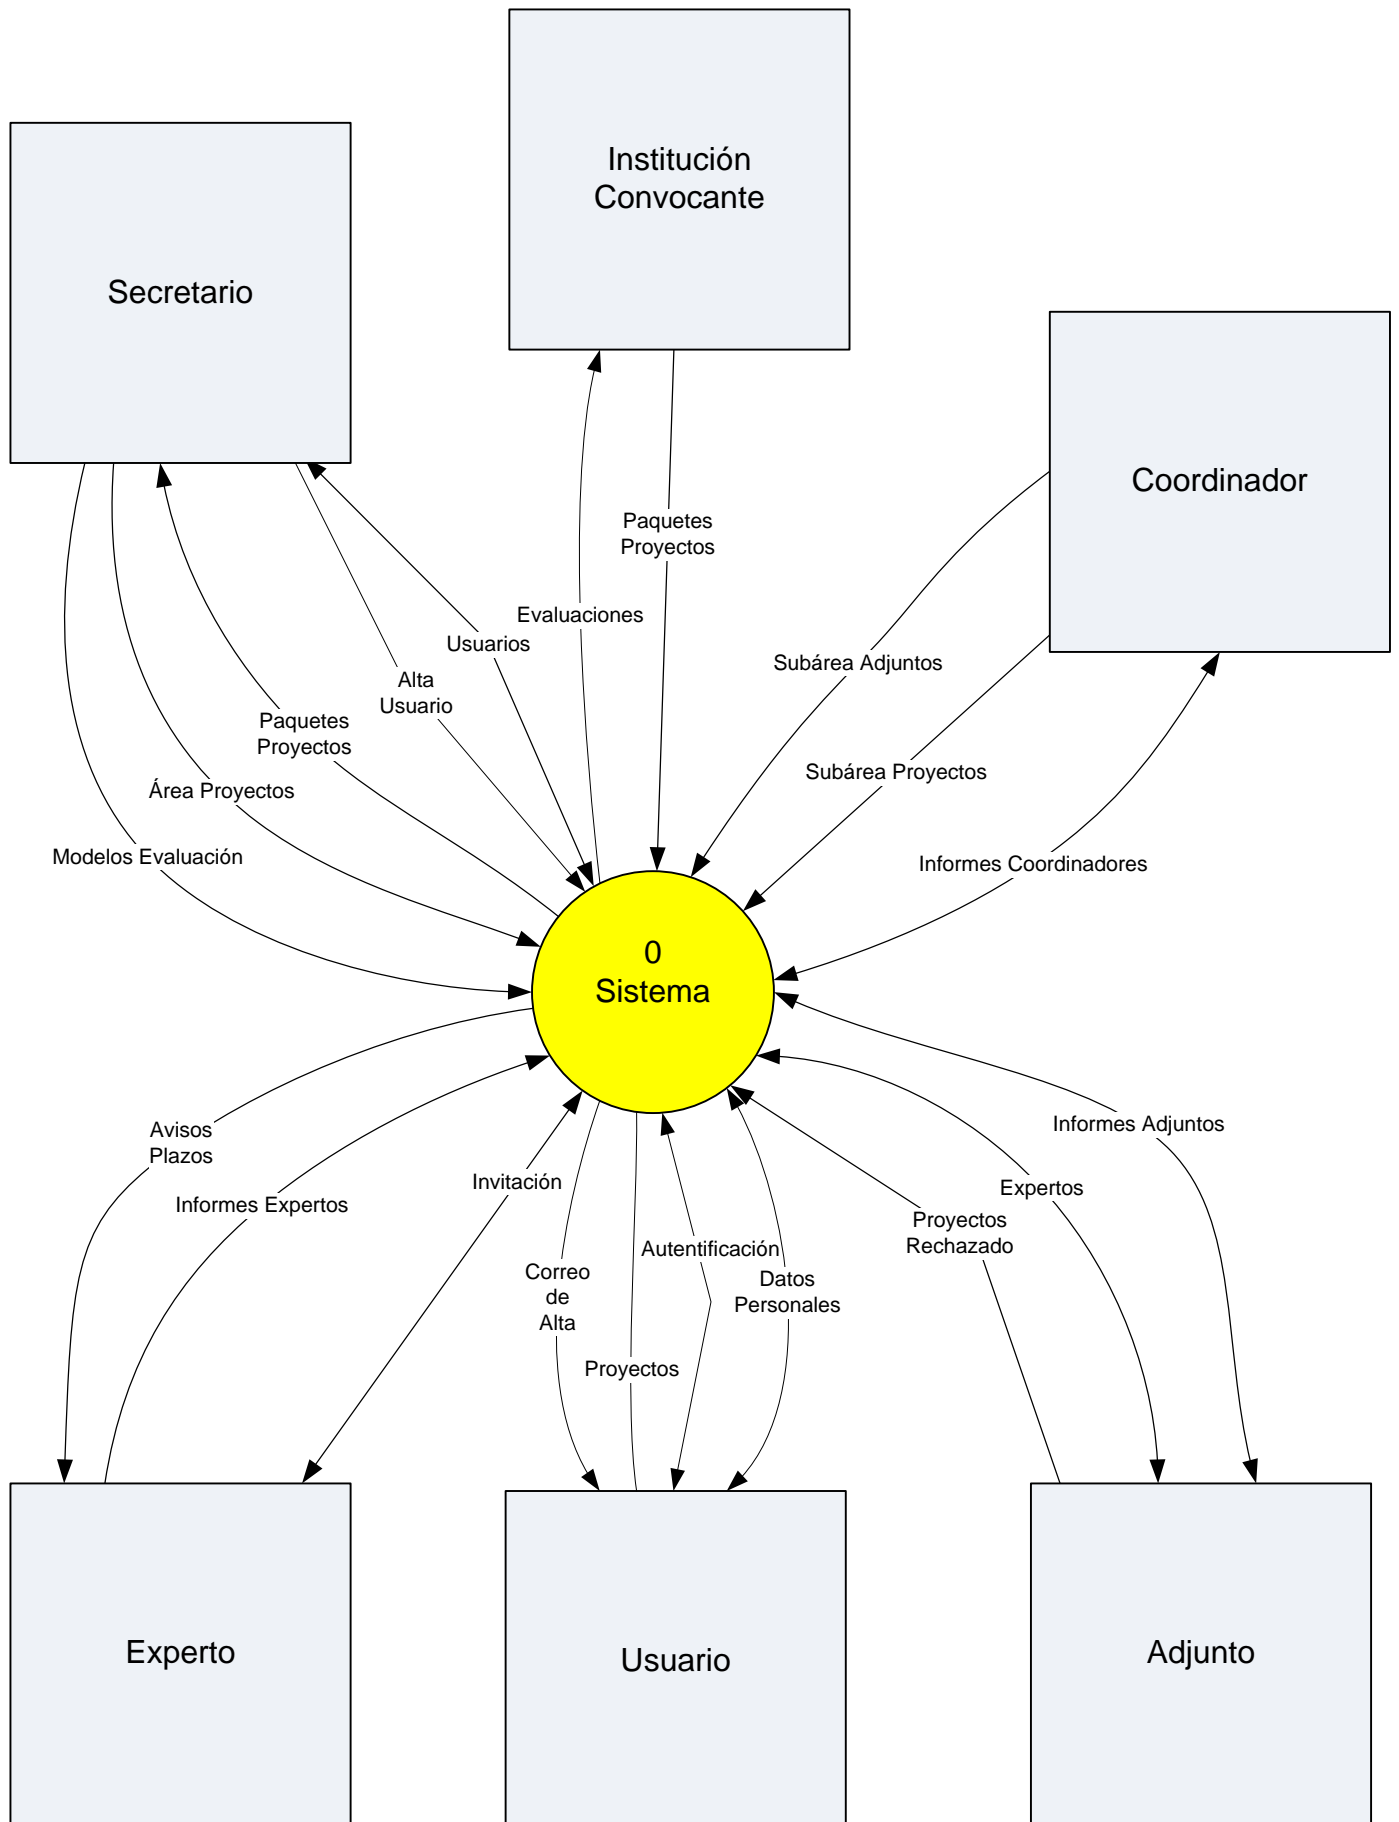 Institución
Convocante
Secretario
Coordinador
Paquetes
Proyectos
Evaluaciones
Usuarios
Subárea Adjuntos
Alta
Usuario
Paquetes
Proyectos
Subárea Proyectos
Área Proyectos
Modelos Evaluación
Informes Coordinadores
0
Sistema
Avisos
Plazos
Informes Adjuntos
Invitación
Expertos
Informes Expertos
Proyectos
Rechazado
Autentificación
Correo
de
Alta
Datos
Personales
Proyectos
Experto
Usuario
Adjunto